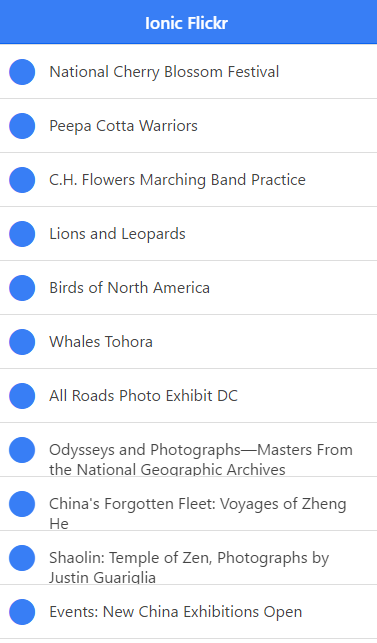 Ionic Flickr
National Cherry Blossom Festival
Peepa Cotta Warriors
C.H. Flowers Marching Band Practice
Lions and Leopards
Birds of North America
Whales Tohora
All Roads Photo Exhibit DC
Odysseys and Photographs—Masters From
the National Geographic Archives
China's Forgotten Fleet: Voyages of Zheng
He
Shaolin: Temple of Zen, Photographs by
Justin Guariglia
Events: New China Exhibitions Open